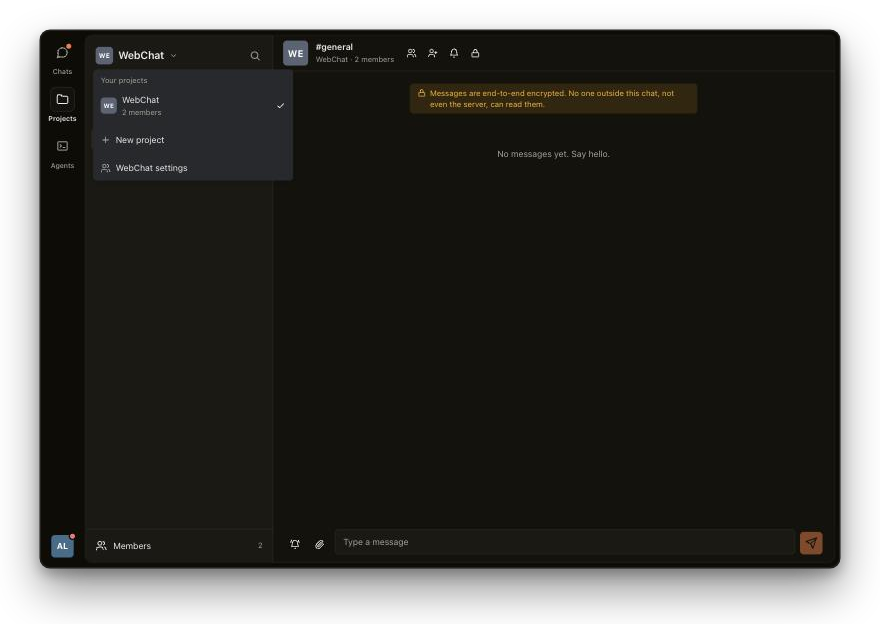 Chats
Projects
Agents
AL
WE WebChat
Your projects
WE WebChat
2 members
New project
WebChat settings
Members 2
WE #general
WebChat · 2 members
Messages are end-to-end encrypted. No one outside this chat, not
even the server, can read them.
No messages yet. Say hello.
Type a message